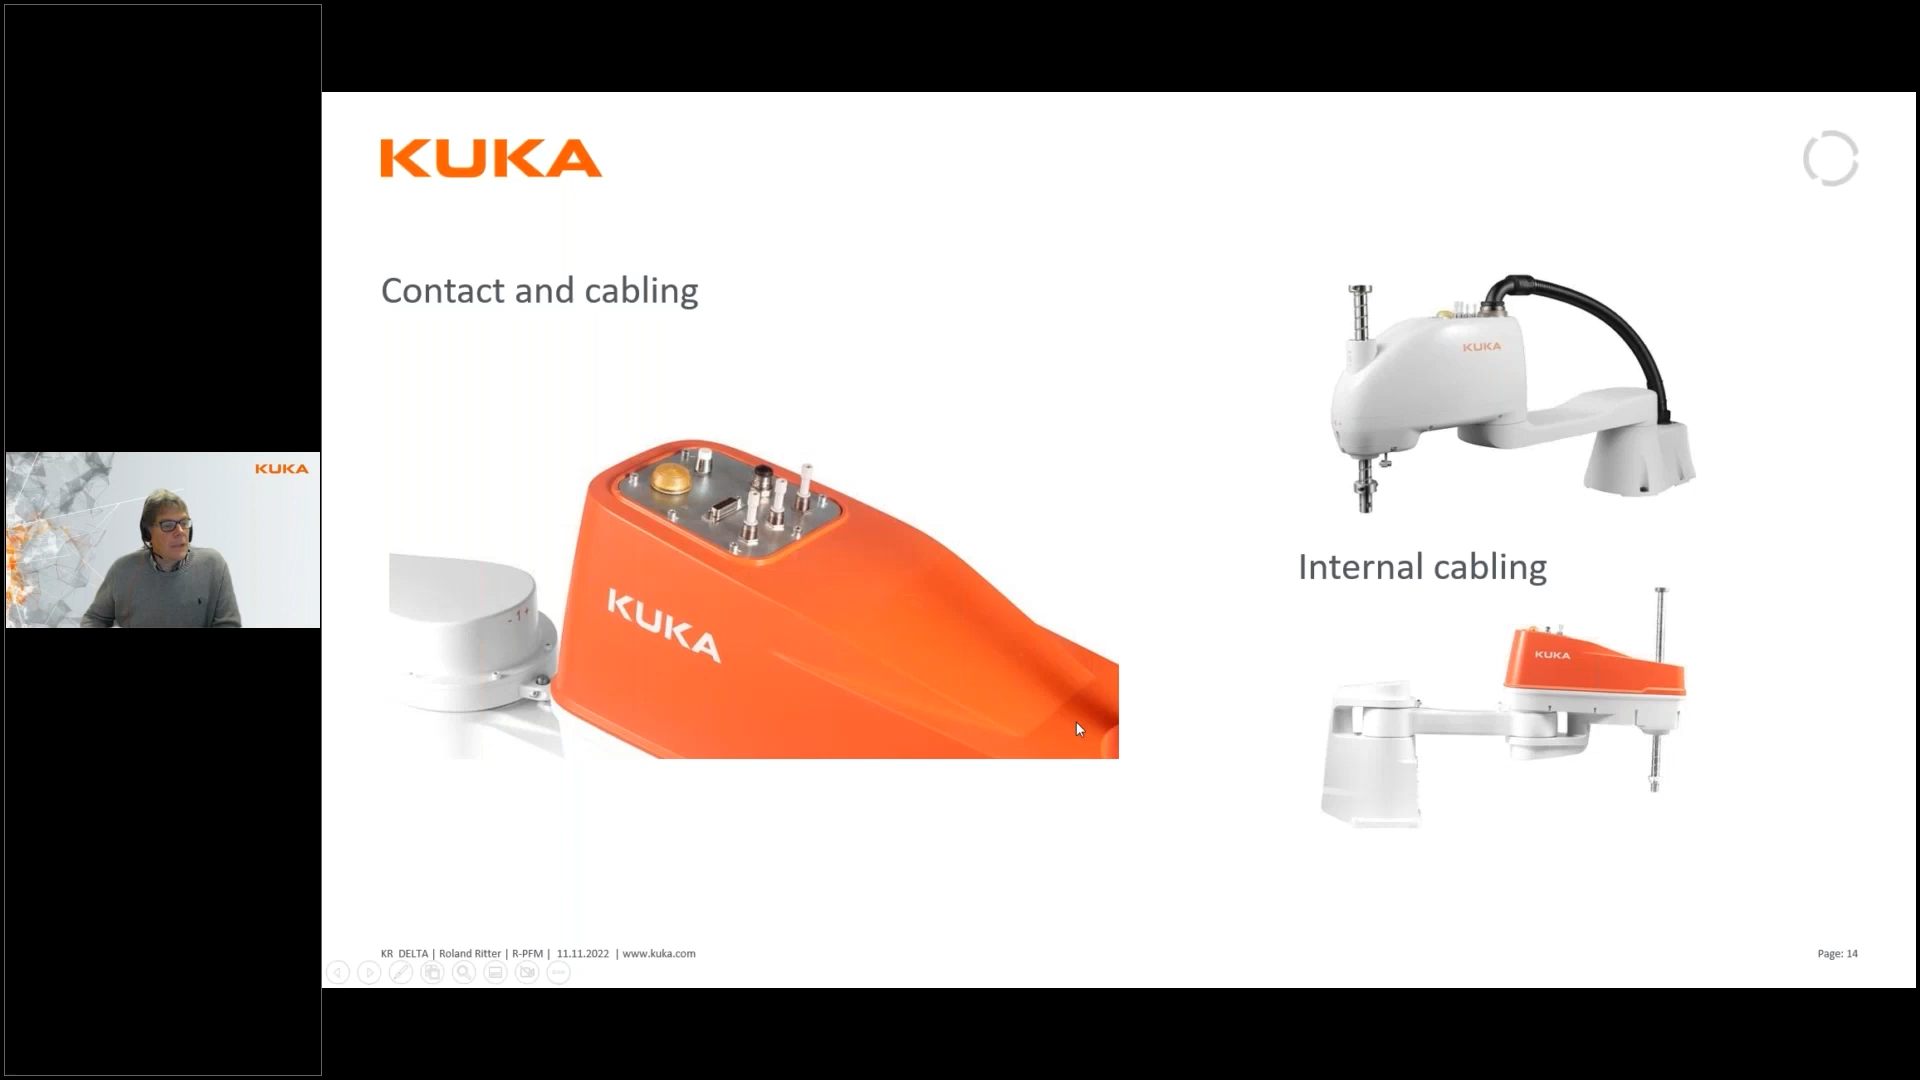 KUKA
KUKA
Contact and cabling
KUKA
- 1 +
KUKA
Internal cabling
KUKA
KR DELTA | Roland Ritter | R-PFM | 11.11.2022 | www.kuka.com
Page: 14